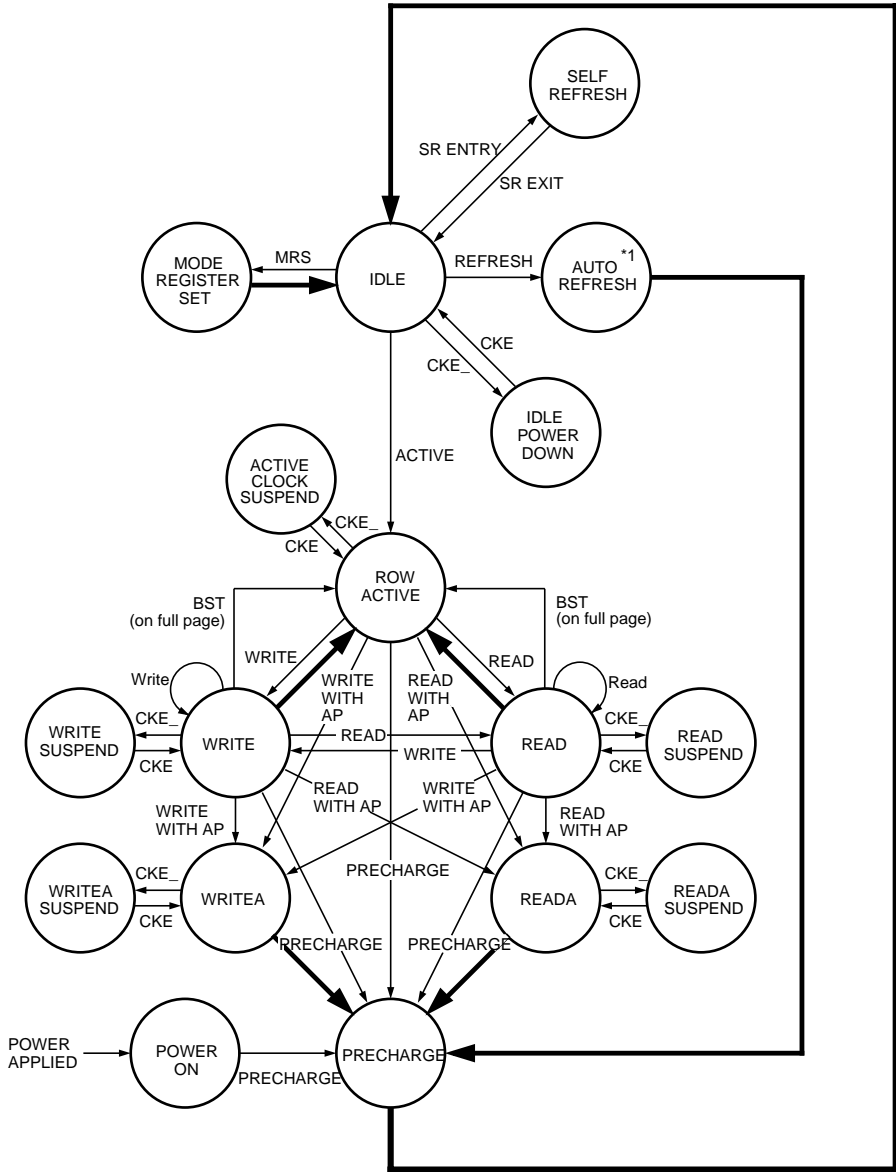 SELF
REFRESH
SR ENTRY
SR EXIT
MODE
REGISTER
SET
MRS
IDLE
REFRESH
*1
AUTO
REFRESH
CKE
CKE_
IDLE
POWER
DOWN
ACTIVE
ACTIVE
CLOCK
SUSPEND
CKE_
CKE
ROW
ACTIVE
BST
(on full page)
BST
(on full page)
WRITE
READ
Write
WRITE
WITH
AP
READ
WITH
AP
Read
WRITE
SUSPEND
CKE_
CKE
WRITE
READ
WRITE
READ
CKE_
CKE
READ
SUSPEND
WRITE
WITH AP
READ
WITH AP
WRITE
WITH AP
READ
WITH AP
WRITEA
SUSPEND
CKE_
CKE
WRITEA
PRECHARGE
READA
CKE_
CKE
READA
SUSPEND
PRECHARGE
PRECHARGE
POWER
APPLIED
POWER
ON
PRECHARGE
PRECHARGE